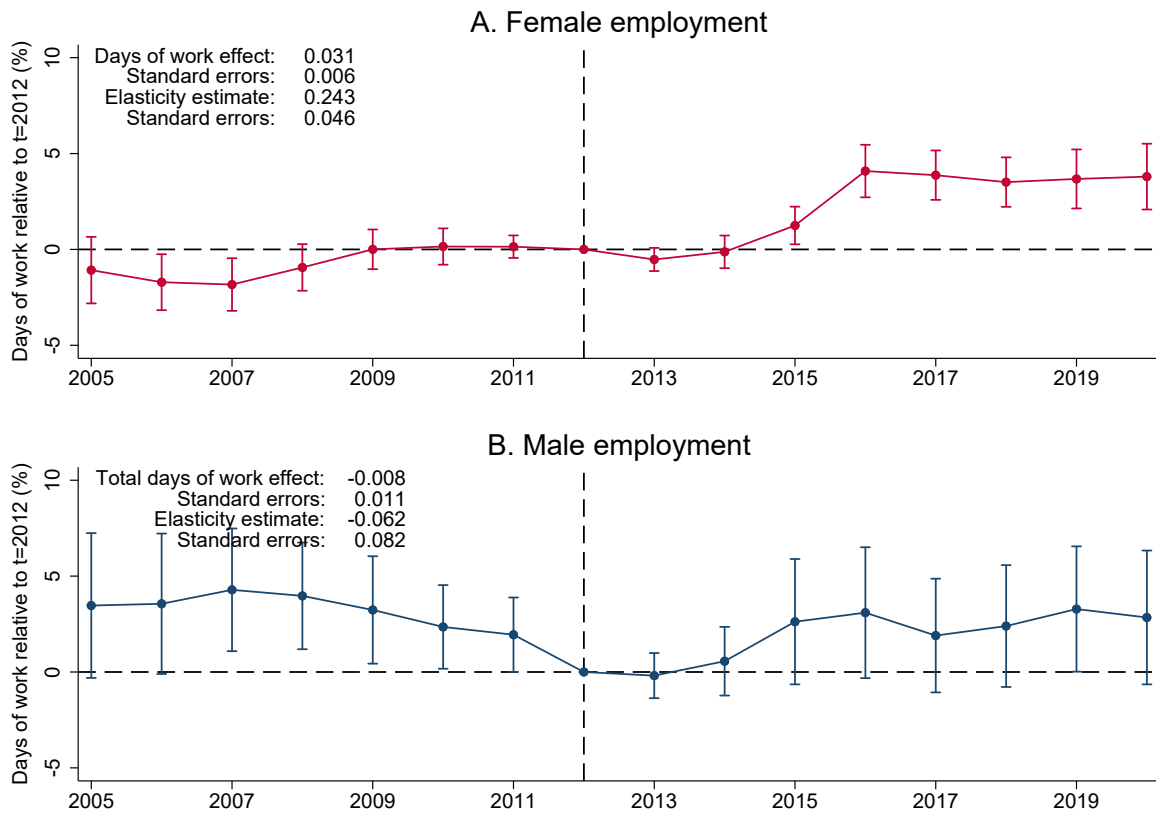 A. Female employment
Days of work relative to t=2012 (%)
10
5
0
-5
Days of work effect: 0.031
Standard errors: 0.006
Elasticity estimate: 0.243
Standard errors: 0.046
2005 2007 2009 2011 2013 2015 2017 2019
B. Male employment
Days of work relative to t=2012 (%)
10
5
0
-5
Total days of work effect: -0.008
Standard errors: 0.011
Elasticity estimate: -0.062
Standard errors: 0.082
2005 2007 2009 2011 2013 2015 2017 2019